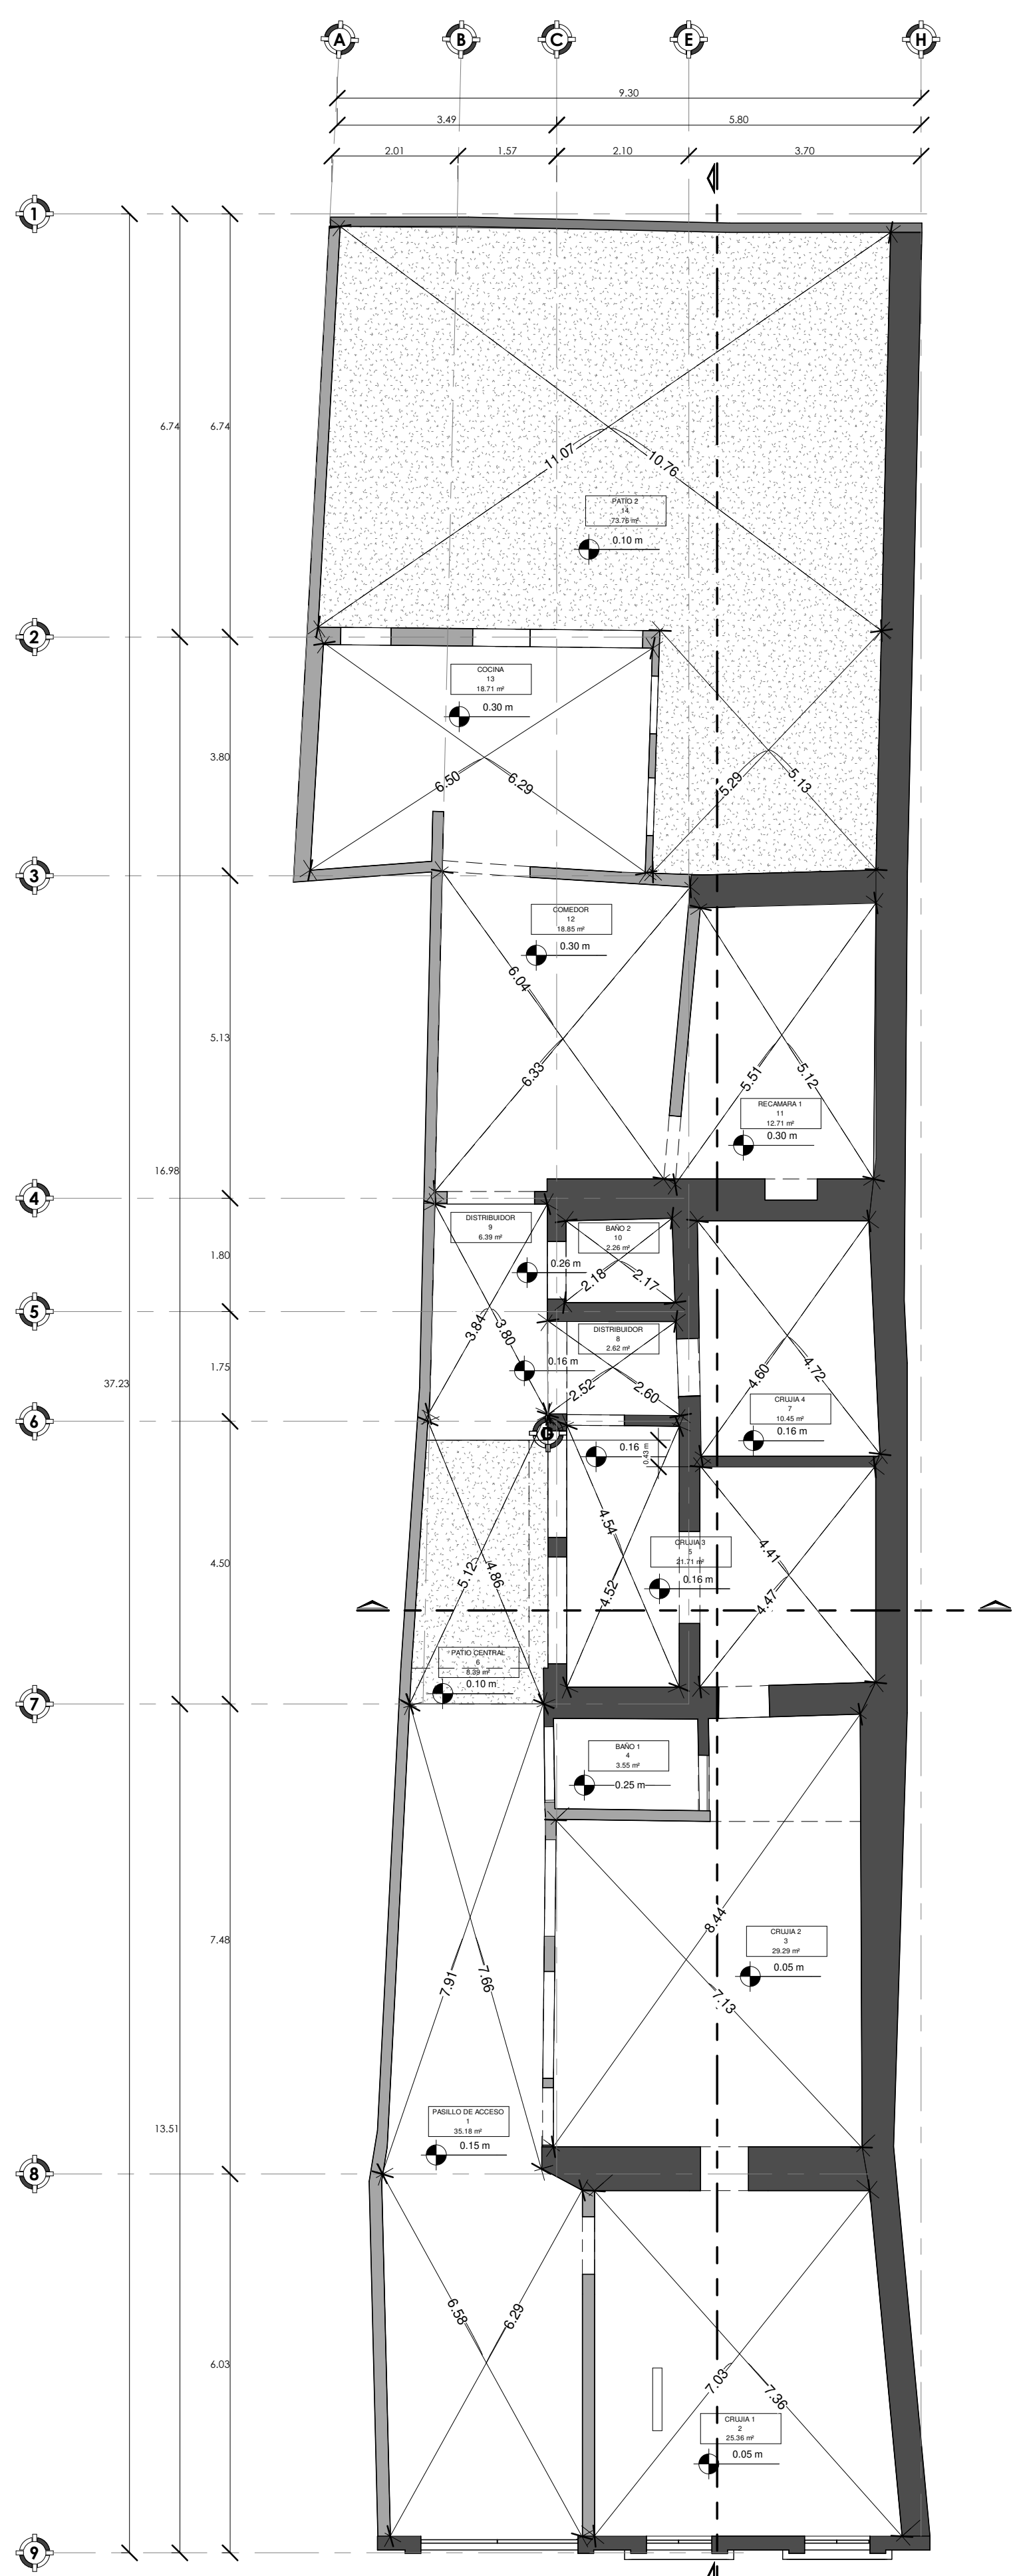 A B C E H
9.30
3.49 5.80
2.01 1.57 2.10 3.70
1
11.07 10.76
6.74 6.74
PATIO 2
14
73.76 m²
0.10 m
2
COCINA
13
18.71 m²
0.30 m
3.80
6.50 6.29 5.29 5.13
3
COMEDOR
12
18.85 m²
0.30 m
6.04
5.13
6.33 5.51 5.12
RECAMARA 1
11
12.71 m²
0.30 m
16.98
4
DISTRIBUIDOR
9
6.39 m²
0.26 m
BAÑO 2
10
2.26 m²
1.80
2.18 2.17
5
3.84 3.80
DISTRIBUIDOR
8
2.62 m²
0.16 m
1.75
37.23
2.52 2.60
4.60 4.72
CRUJIA 4
7
10.45 m²
0.16 m
6
0.16
0.43 m
4.54
4.41
CRUJIA 3
5
21.71 m²
0.16 m
4.50
5.12 4.86
4.52 4.47
PATIO CENTRAL
6
8.39 m²
0.10 m
7
BAÑO 1
4
3.55 m²
0.25 m
8.44
CRUJIA 2
3
29.29 m²
0.05 m
7.48
7.91 7.66
7.13
PASILLO DE ACCESO
1
35.18 m²
0.15 m
13.51
8
6.58 6.29
6.03
7.03 7.36
CRUJIA 1
2
25.36 m²
0.05 m
9